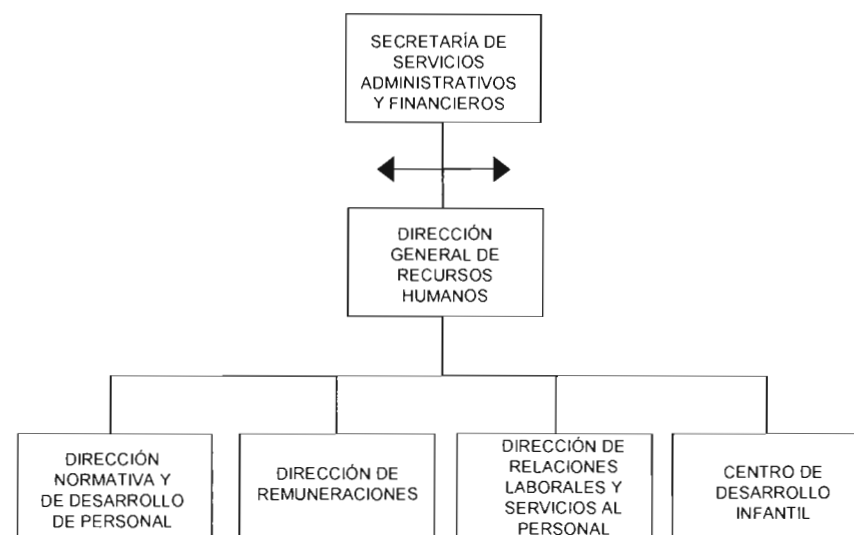 SECRETARÍA DE
SERVICIOS
ADMINISTRATIVOS
Y FINANCIEROS
DIRECCIÓN
GENERAL DE
RECURSOS
HUMANOS
DIRECCIÓN
NORMATIVA Y
DE DESARROLLO
DE PERSONAL
DIRECCIÓN DE
REMUNERACIONES
DIRECCIÓN DE
RELACIONES
LABORALES Y
SERVICIOS AL
PERSONAL
CENTRO DE
DESARROLLO
INFANTIL